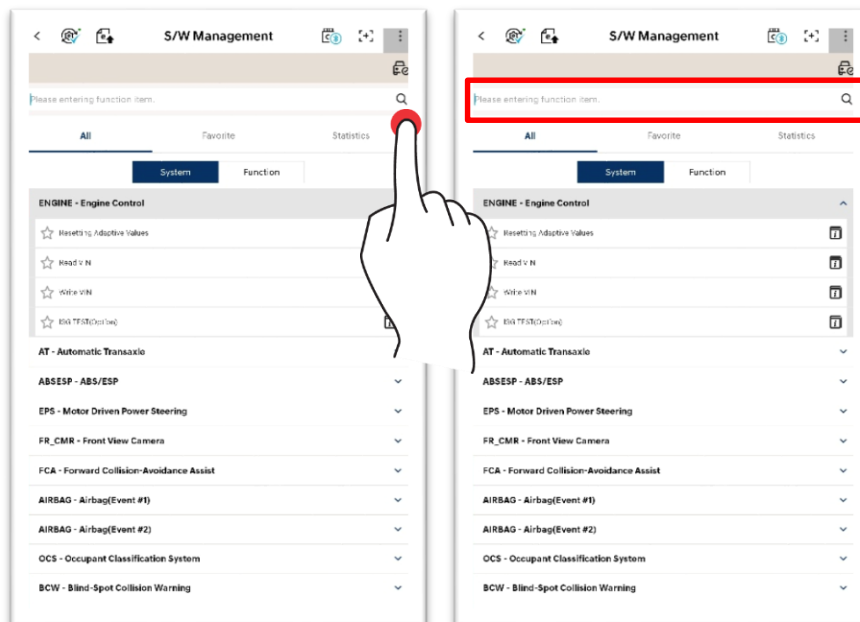 S/W Management
Please entering function item.
All Favorite Statistics
System Function
ENGINE - Engine Control
Resetting Adaptive Values
Read VIN
Write VIN
ISG TEST(Option)
AT - Automatic Transaxle
ABSESP - ABS/ESP
EPS - Motor Driven Power Steering
FR_CMR - Front View Camera
FCA - Forward Collision-Avoidance Assist
AIRBAG - Airbag(Event #1)
AIRBAG - Airbag(Event #2)
OCS - Occupant Classification System
BCW - Blind-Spot Collision Warning
S/W Management
Please entering function item.
All Favorite Statistics
System Function
ENGINE - Engine Control
Resetting Adaptive Values
Read VIN
Write VIN
ISG TEST(Option)
AT - Automatic Transaxle
ABSESP - ABS/ESP
EPS - Motor Driven Power Steering
FR_CMR - Front View Camera
FCA - Forward Collision-Avoidance Assist
AIRBAG - Airbag(Event #1)
AIRBAG - Airbag(Event #2)
OCS - Occupant Classification System
BCW - Blind-Spot Collision Warning